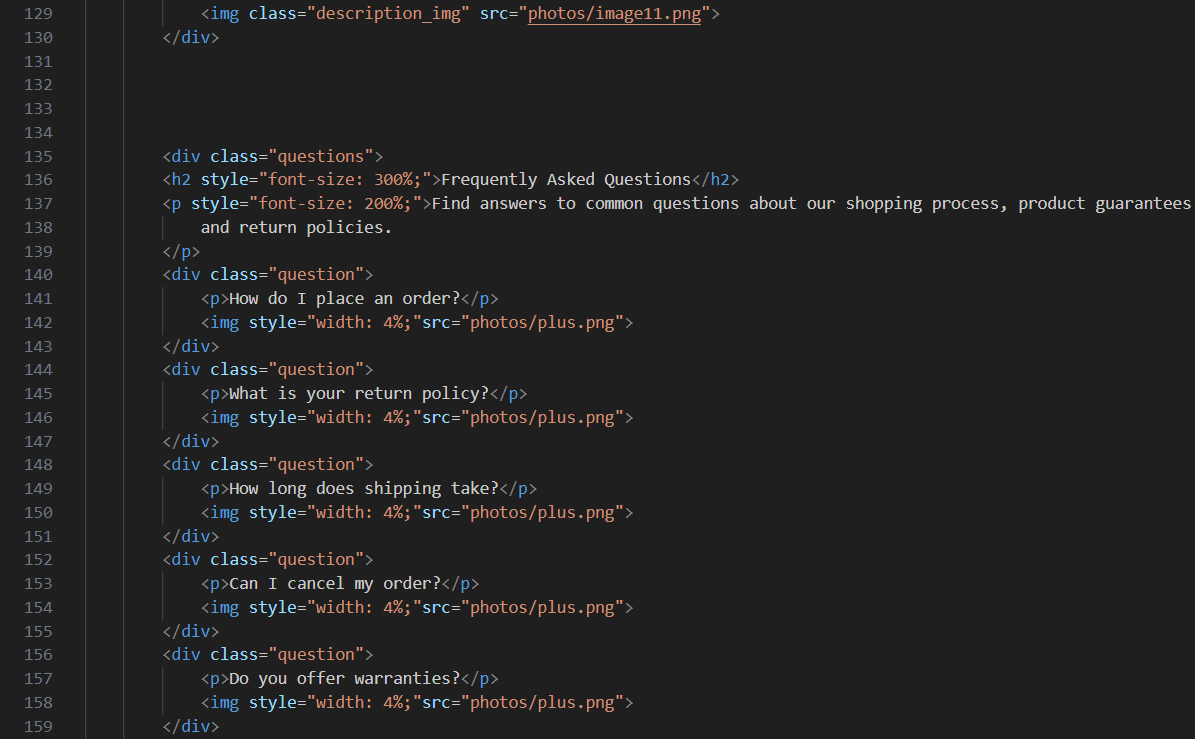 129 <img class="description_img" src="photos/image11.png">
130 </div>
131
132
133
134
135 <div class="questions">
136 <h2 style="font-size: 300%;">Frequently Asked Questions</h2>
137 <p style="font-size: 200%;">Find answers to common questions about our shopping process, product guarantees
138 and return policies.
139 </p>
140 <div class="question">
141 <p>How do I place an order?</p>
142 <img style="width: 4%;"src="photos/plus.png">
143 </div>
144 <div class="question">
145 <p>What is your return policy?</p>
146 <img style="width: 4%;"src="photos/plus.png">
147 </div>
148 <div class="question">
149 <p>How long does shipping take?</p>
150 <img style="width: 4%;"src="photos/plus.png">
151 </div>
152 <div class="question">
153 <p>Can I cancel my order?</p>
154 <img style="width: 4%;"src="photos/plus.png">
155 </div>
156 <div class="question">
157 <p>Do you offer warranties?</p>
158 <img style="width: 4%;"src="photos/plus.png">
159 </div>